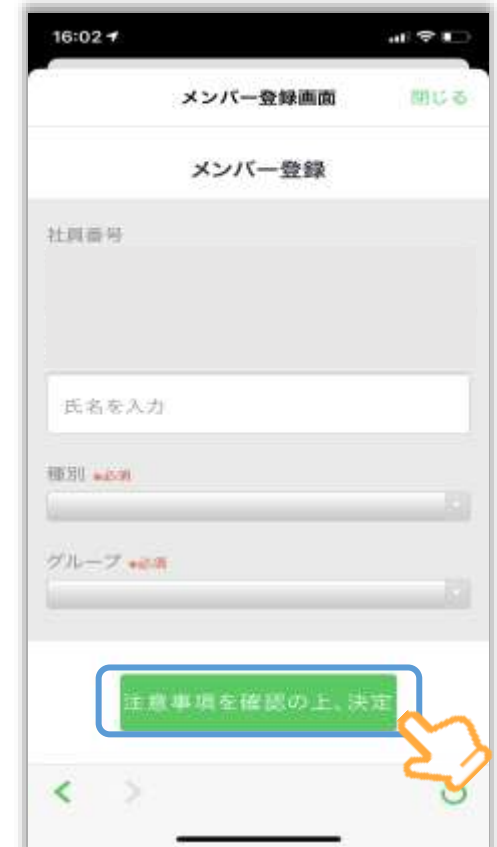 16:02
メンバー登録画面 閉じる
メンバー登録
社員番号
氏名を入力
種別 ※必須
グループ ※必須
注意事項を確認の上、決定